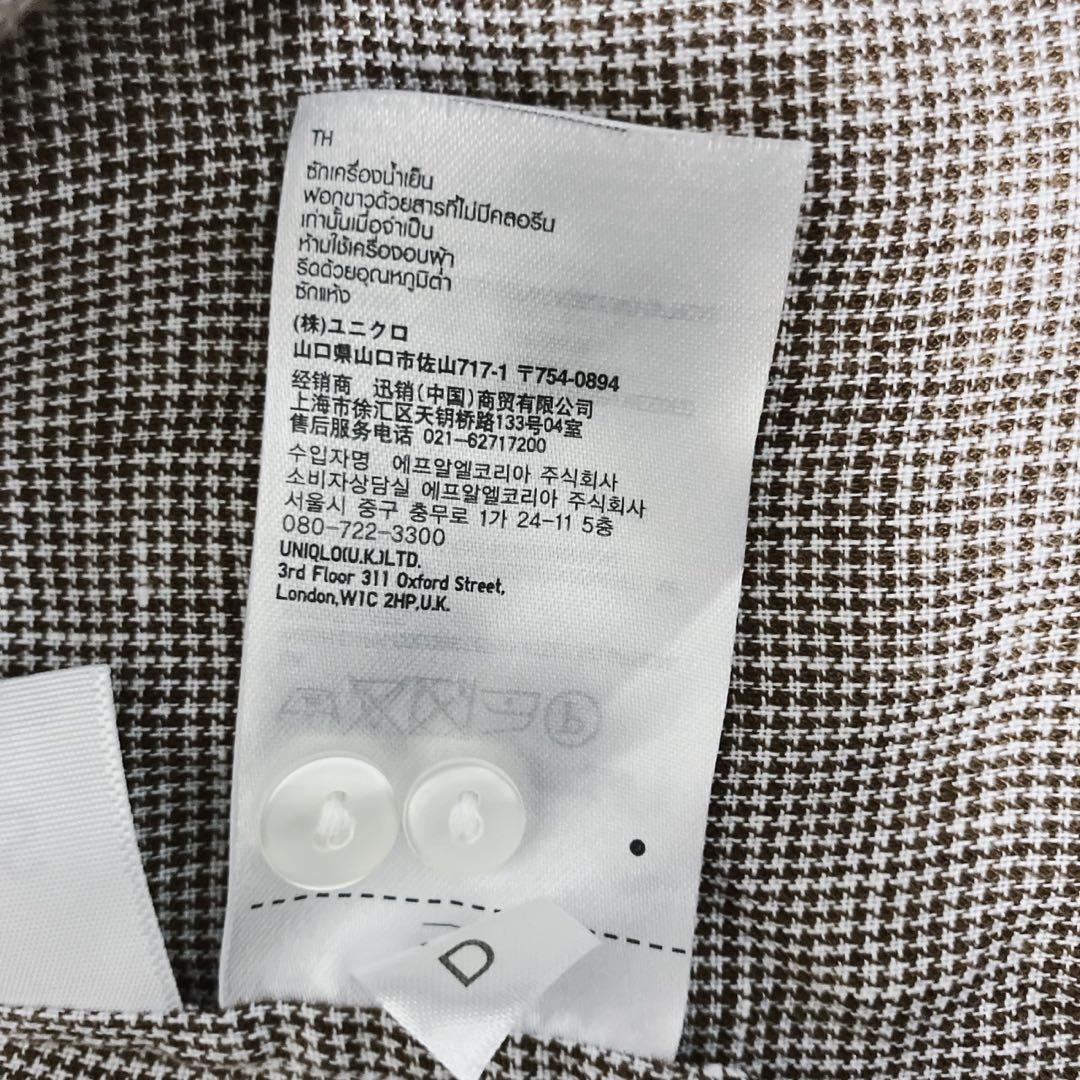 TH
ซักเครื่องน้ำเย็น
ฟอกขาวด้วยสารที่ไม่มีคลอรีน
เท่านั้นเมื่อจำเป็น
ห้ามใช้เครื่องอบผ้า
รีดด้วยอุณหภูมิต่ำ
ซักแห้ง
(株)ユニクロ
山口県山口市佐山717-1 〒754-0894
经销商 迅销(中国)商贸有限公司
上海市徐汇区天钥桥路133号04室
售后服务电话 021-62717200
수입자명 에프알엘코리아 주식회사
소비자상담실 에프알엘코리아 주식회사
서울시 중구 충무로 1가 24-11 5층
080-722-3300
UNIQLO(U.K.)LTD.
3rd Floor 311 Oxford Street,
London,W1C 2HP,U.K.
D